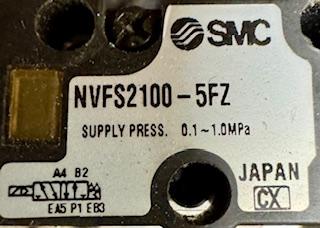 SMC
NVFS2100-5FZ
SUPPLY PRESS. 0.1~1.0MPa
A4 B2
EA5 P1 EB3
JAPAN
CX